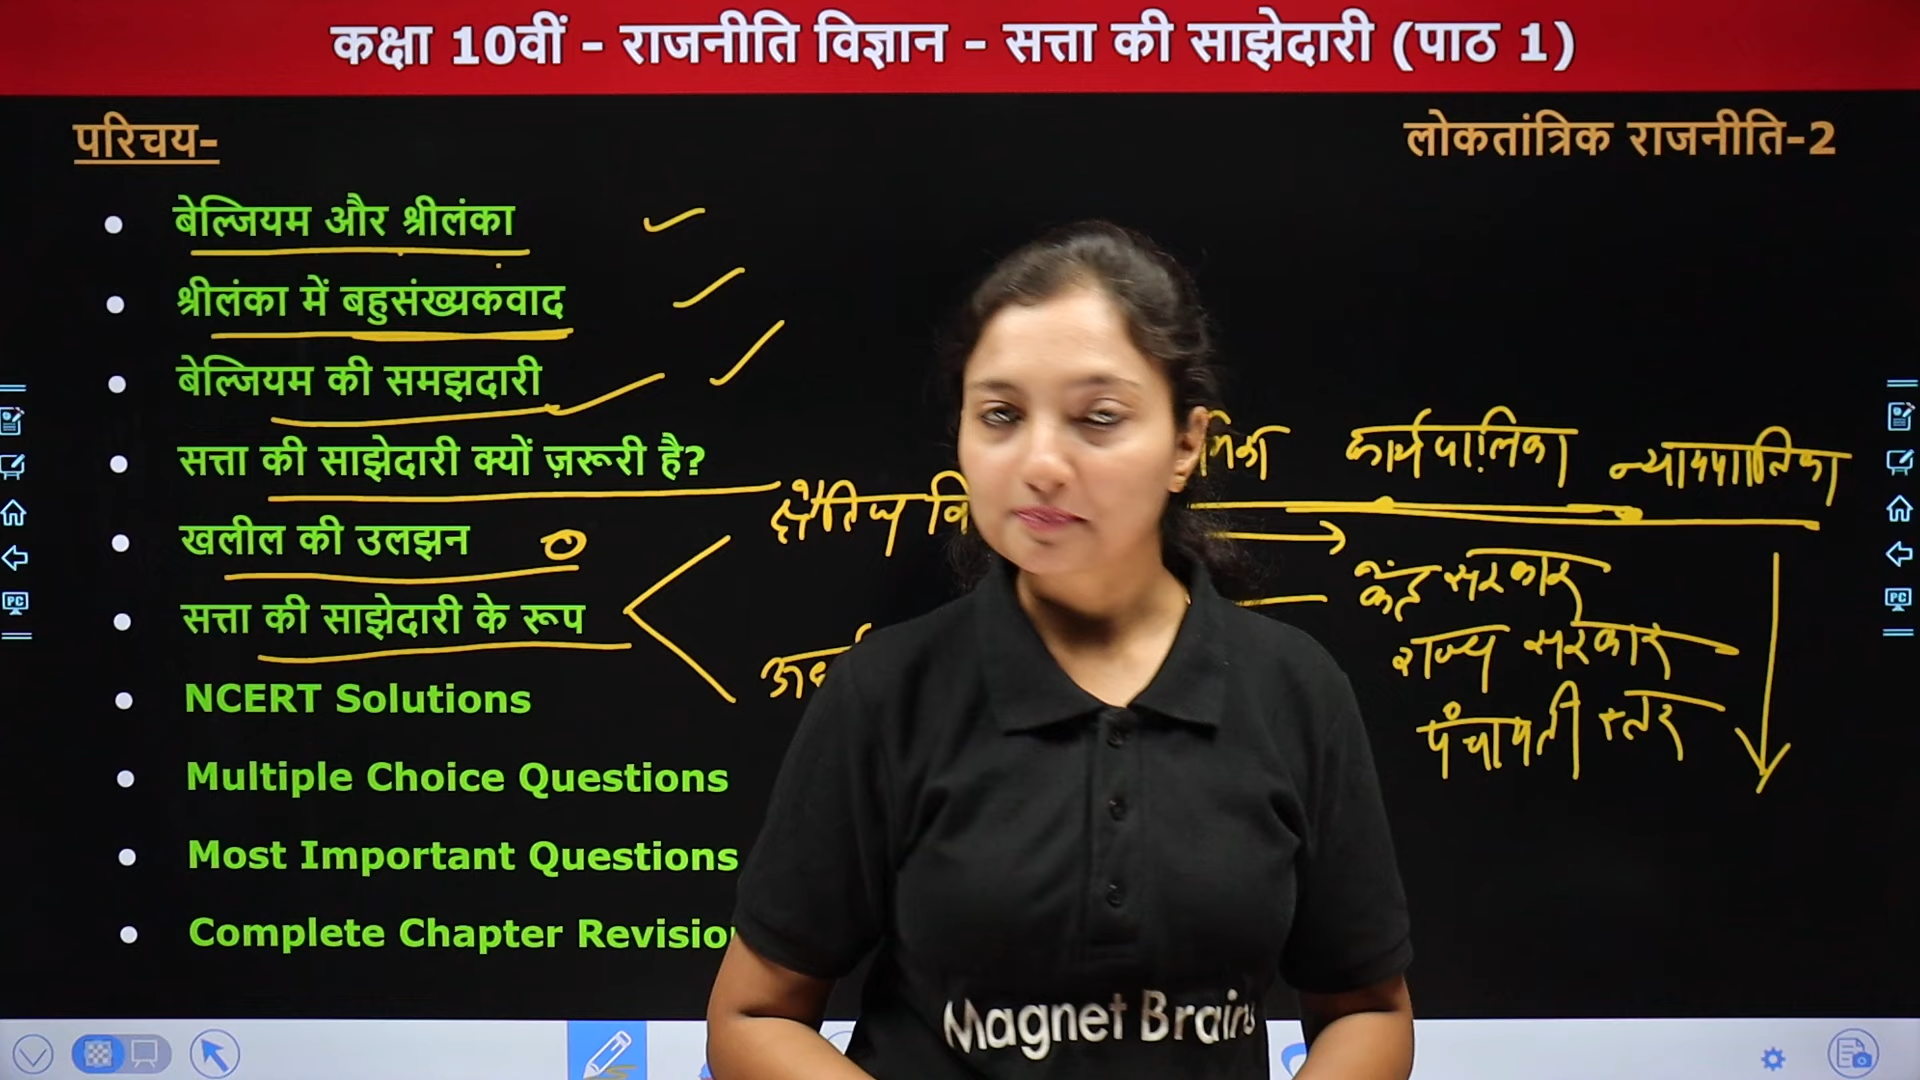 कक्षा 10वीं - राजनीति विज्ञान - सत्ता की साझेदारी (पाठ 1)
परिचय-
लोकतांत्रिक राजनीति-2
बेल्जियम और श्रीलंका
श्रीलंका में बहुसंख्यकवाद
बेल्जियम की समझदारी
सत्ता की साझेदारी क्यों ज़रूरी है?
खलील की उलझन
सत्ता की साझेदारी के रूप
NCERT Solutions
Multiple Choice Questions
Most Important Questions
Complete Chapter
कार्यपालिका न्यायपालिका
केंद्र सरकार
राज्य सरकार
पंचायती स्तर
Magnet Brains
PC
PC